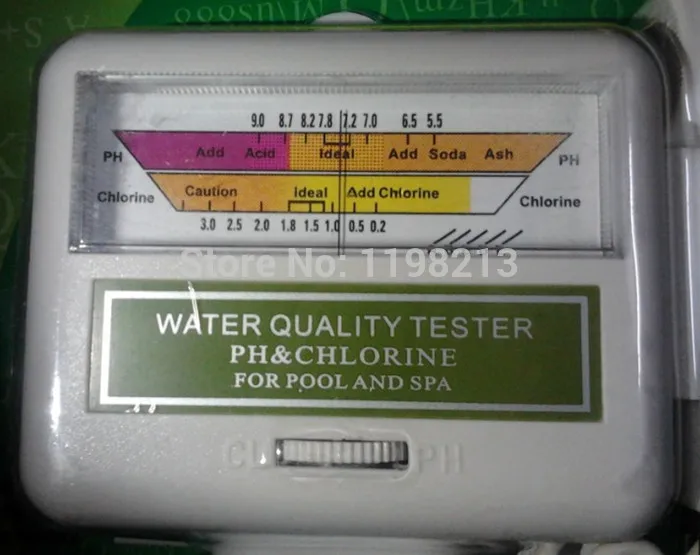 9.0 8.7 8.2 7.8 7.2 7.0 6.5 5.5
PH Add Acid Ideal Add Soda Ash PH
Chlorine Caution Ideal Add Chlorine Chlorine
3.0 2.5 2.0 1.8 1.5 1.0 0.5 0.2
Store No: 1198213
WATER QUALITY TESTER
PH&CHLORINE
FOR POOL AND SPA
CL PH